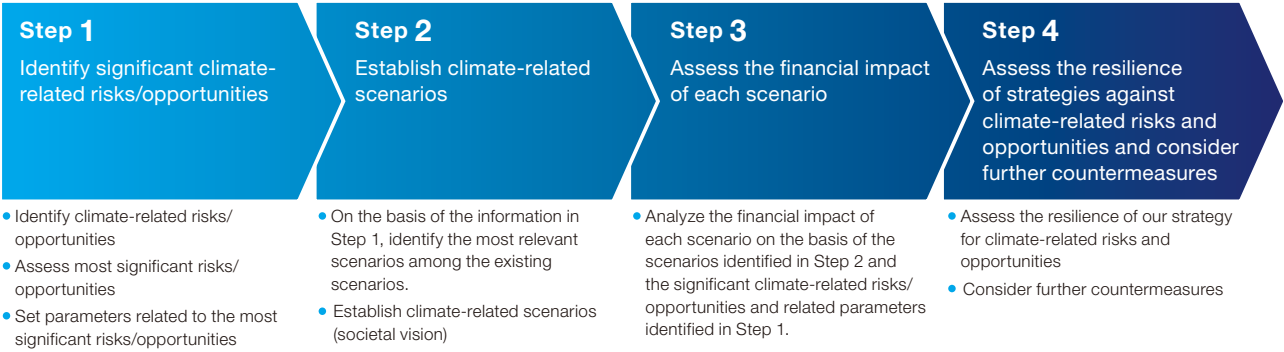 Step 1
Identify significant climate-
related risks/opportunities
• Identify climate-related risks/
opportunities
• Assess most significant risks/
opportunities
• Set parameters related to the most
significant risks/opportunities
Step 2
Establish climate-related
scenarios
• On the basis of the information in
Step 1, identify the most relevant
scenarios among the existing
scenarios.
• Establish climate-related scenarios
(societal vision)
Step 3
Assess the financial impact
of each scenario
• Analyze the financial impact of
each scenario on the basis of the
scenarios identified in Step 2 and
the significant climate-related risks/
opportunities and related parameters
identified in Step 1.
Step 4
Assess the resilience
of strategies against
climate-related risks and
opportunities and consider
further countermeasures
• Assess the resilience of our strategy
for climate-related risks and
opportunities
• Consider further countermeasures